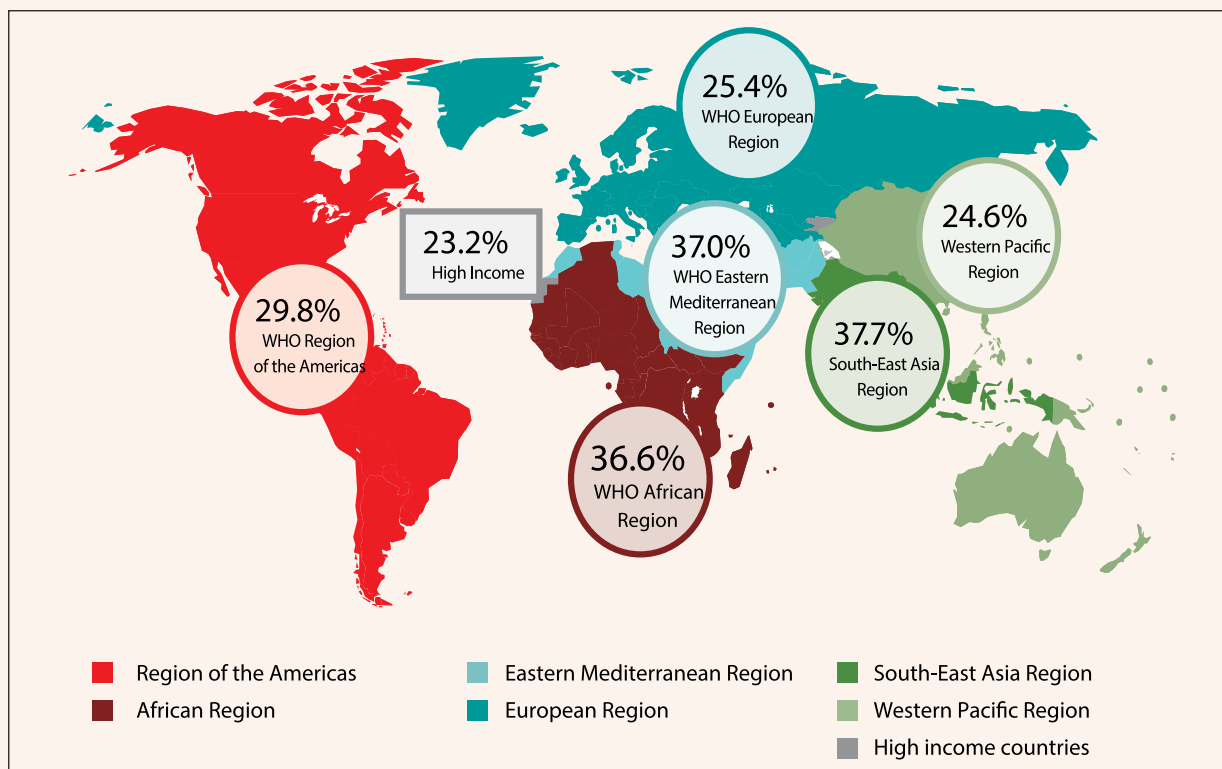 25.4%
WHO European
Region
24.6%
Western Pacific
Region
23.2%
High Income
37.0%
WHO Eastern
Mediterranean
Region
29.8%
WHO Region
of the Americas
37.7%
South-East Asia
Region
36.6%
WHO African
Region
Region of the Americas
African Region
Eastern Mediterranean Region
European Region
South-East Asia Region
Western Pacific Region
High income countries